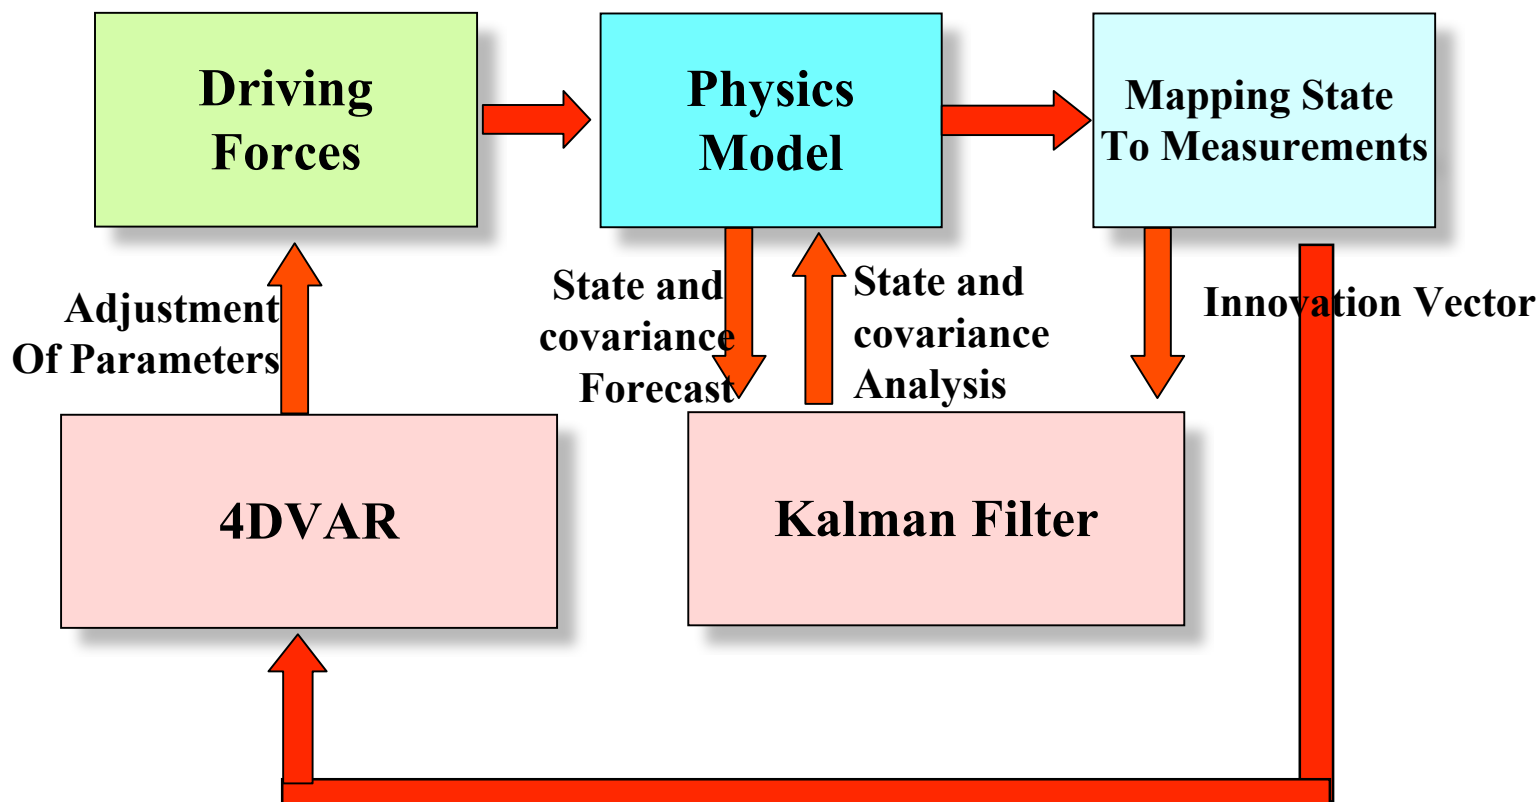 Driving
Forces
Physics
Model
Mapping State
To Measurements
Adjustment
Of Parameters
State and
covariance
Forecast
State and
covariance
Analysis
Innovation Vector
4DVAR
Kalman Filter